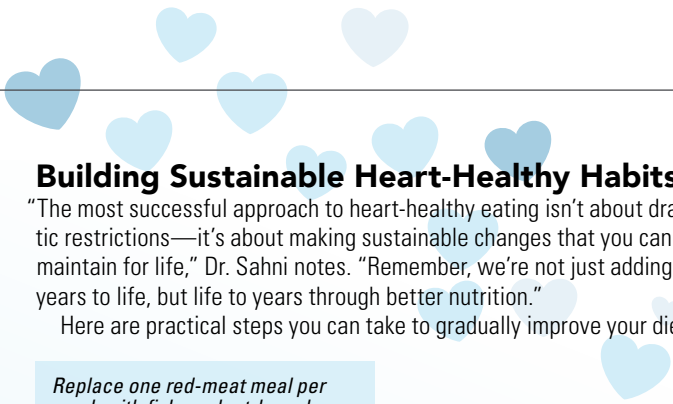 Building Sustainable Heart-Healthy Habits
“The most successful approach to heart-healthy eating isn’t about dra
tic restrictions—it’s about making sustainable changes that you can
maintain for life,” Dr. Sahni notes. “Remember, we’re not just adding
years to life, but life to years through better nutrition.”
Here are practical steps you can take to gradually improve your die
Replace one red-meat meal per